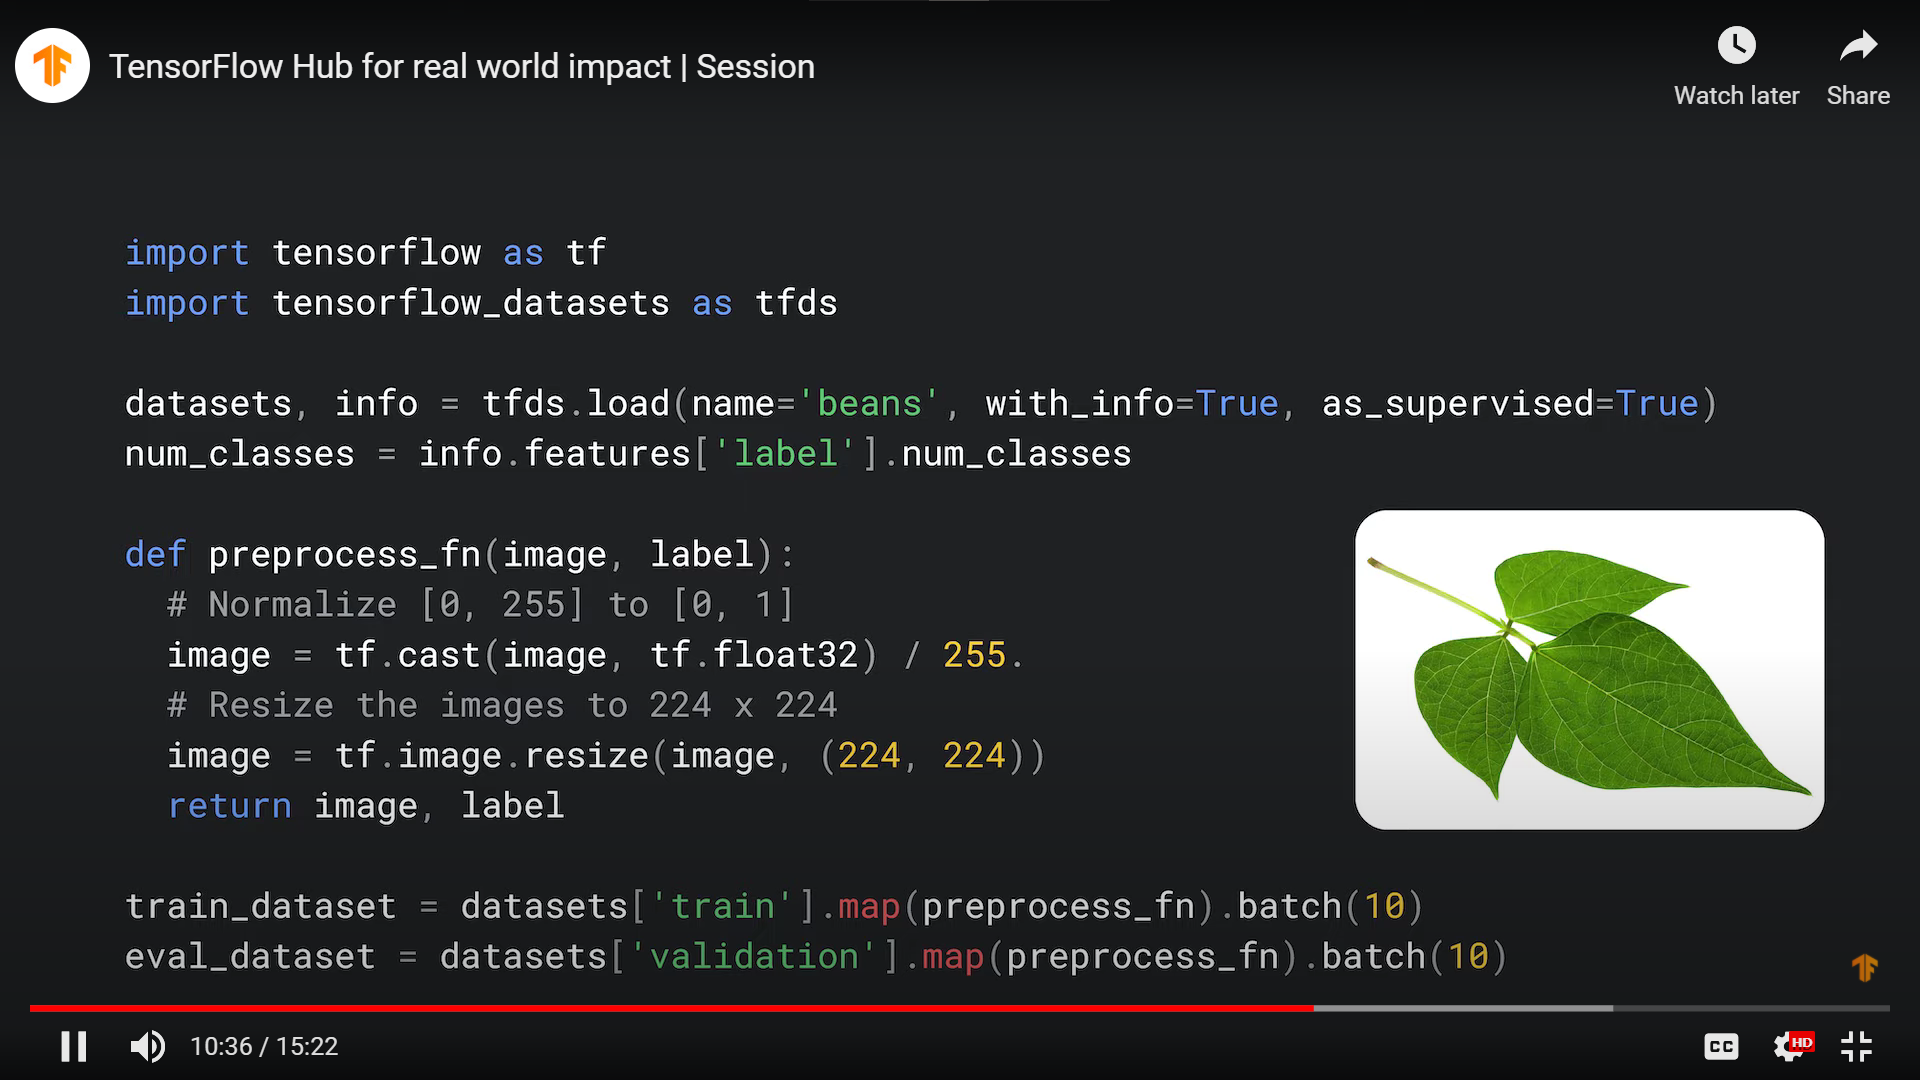 TensorFlow Hub for real world impact | Session
Watch later
Share
import tensorflow as tf
import tensorflow_datasets as tfds
datasets, info = tfds.load(name='beans', with_info=True, as_supervised=True)
num_classes = info.features['label'].num_classes
def preprocess_fn(image, label):
  # Normalize [0, 255] to [0, 1]
  image = tf.cast(image, tf.float32) / 255.
  # Resize the images to 224 x 224
  image = tf.image.resize(image, (224, 224))
  return image, label
train_dataset = datasets['train'].map(preprocess_fn).batch(10)
eval_dataset = datasets['validation'].map(preprocess_fn).batch(10)
10:36 / 15:22
CC
HD